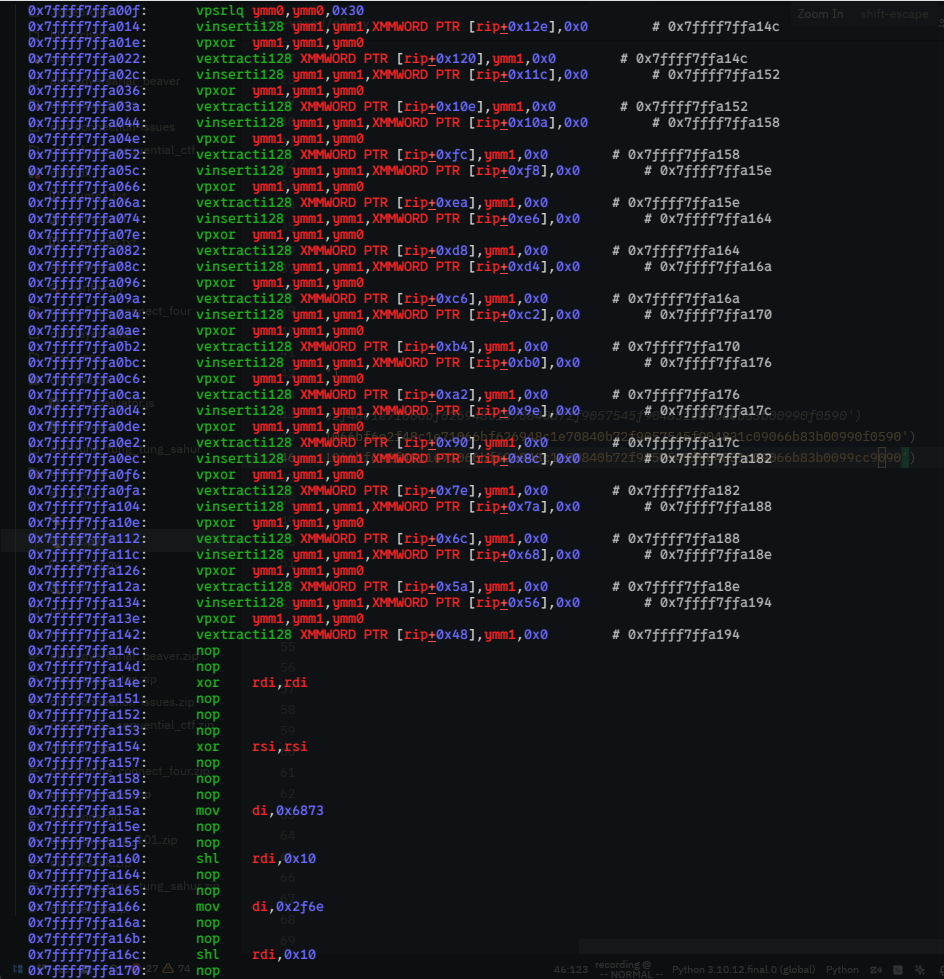 0x7ffff7ffa00f: vpsrlq ymm0,ymm0,0x30
Zoom In shift-escape
0x7ffff7ffa014: vinserti128 ymm1,ymm1,XMMWORD PTR [rip+0x12e],0x0 # 0x7ffff7ffa14c
0x7ffff7ffa01e: vpxor ymm1,ymm1,ymm0
0x7ffff7ffa022: vextracti128 XMMWORD PTR [rip+0x120],ymm1,0x0 # 0x7ffff7ffa14c
0x7ffff7ffa02c: vinserti128 ymm1,ymm1,XMMWORD PTR [rip+0x11c],0x0 # 0x7ffff7ffa152
0x7ffff7ffa036: vpxor ymm1,ymm1,ymm0
0x7ffff7ffa03a: vextracti128 XMMWORD PTR [rip+0x10e],ymm1,0x0 # 0x7ffff7ffa152
0x7ffff7ffa044: vinserti128 ymm1,ymm1,XMMWORD PTR [rip+0x10a],0x0 # 0x7ffff7ffa158
0x7ffff7ffa04e: vpxor ymm1,ymm1,ymm0
0x7ffff7ffa052: vextracti128 XMMWORD PTR [rip+0xfc],ymm1,0x0 # 0x7ffff7ffa158
0x7ffff7ffa05c: vinserti128 ymm1,ymm1,XMMWORD PTR [rip+0xf8],0x0 # 0x7ffff7ffa15e
0x7ffff7ffa066: vpxor ymm1,ymm1,ymm0
0x7ffff7ffa06a: vextracti128 XMMWORD PTR [rip+0xea],ymm1,0x0 # 0x7ffff7ffa15e
0x7ffff7ffa074: vinserti128 ymm1,ymm1,XMMWORD PTR [rip+0xe6],0x0 # 0x7ffff7ffa164
0x7ffff7ffa07e: vpxor ymm1,ymm1,ymm0
0x7ffff7ffa082: vextracti128 XMMWORD PTR [rip+0xd8],ymm1,0x0 # 0x7ffff7ffa164
0x7ffff7ffa08c: vinserti128 ymm1,ymm1,XMMWORD PTR [rip+0xd4],0x0 # 0x7ffff7ffa16a
0x7ffff7ffa096: vpxor ymm1,ymm1,ymm0
0x7ffff7ffa09a: vextracti128 XMMWORD PTR [rip+0xc6],ymm1,0x0 # 0x7ffff7ffa16a
0x7ffff7ffa0a4: vinserti128 ymm1,ymm1,XMMWORD PTR [rip+0xc2],0x0 # 0x7ffff7ffa170
0x7ffff7ffa0ae: vpxor ymm1,ymm1,ymm0
0x7ffff7ffa0b2: vextracti128 XMMWORD PTR [rip+0xb4],ymm1,0x0 # 0x7ffff7ffa170
0x7ffff7ffa0bc: vinserti128 ymm1,ymm1,XMMWORD PTR [rip+0xb0],0x0 # 0x7ffff7ffa176
0x7ffff7ffa0c6: vpxor ymm1,ymm1,ymm0
0x7ffff7ffa0ca: vextracti128 XMMWORD PTR [rip+0xa2],ymm1,0x0 # 0x7ffff7ffa176
0x7ffff7ffa0d4: vinserti128 ymm1,ymm1,XMMWORD PTR [rip+0x9e],0x0 # 0x7ffff7ffa17c
0x7ffff7ffa0de: vpxor ymm1,ymm1,ymm0
0x7ffff7ffa0e2: vextracti128 XMMWORD PTR [rip+0x90],ymm1,0x0 # 0x7ffff7ffa17c
0x7ffff7ffa0ec: vinserti128 ymm1,ymm1,XMMWORD PTR [rip+0x8c],0x0 # 0x7ffff7ffa182
0x7ffff7ffa0f6: vpxor ymm1,ymm1,ymm0
0x7ffff7ffa0fa: vextracti128 XMMWORD PTR [rip+0x7e],ymm1,0x0 # 0x7ffff7ffa182
0x7ffff7ffa104: vinserti128 ymm1,ymm1,XMMWORD PTR [rip+0x7a],0x0 # 0x7ffff7ffa188
0x7ffff7ffa10e: vpxor ymm1,ymm1,ymm0
0x7ffff7ffa112: vextracti128 XMMWORD PTR [rip+0x6c],ymm1,0x0 # 0x7ffff7ffa188
0x7ffff7ffa11c: vinserti128 ymm1,ymm1,XMMWORD PTR [rip+0x68],0x0 # 0x7ffff7ffa18e
0x7ffff7ffa126: vpxor ymm1,ymm1,ymm0
0x7ffff7ffa12a: vextracti128 XMMWORD PTR [rip+0x5a],ymm1,0x0 # 0x7ffff7ffa18e
0x7ffff7ffa134: vinserti128 ymm1,ymm1,XMMWORD PTR [rip+0x56],0x0 # 0x7ffff7ffa194
0x7ffff7ffa13e: vpxor ymm1,ymm1,ymm0
0x7ffff7ffa142: vextracti128 XMMWORD PTR [rip+0x48],ymm1,0x0 # 0x7ffff7ffa194
0x7ffff7ffa14c: nop
0x7ffff7ffa14d: nop
0x7ffff7ffa14e: xor rdi,rdi
0x7ffff7ffa151: nop
0x7ffff7ffa152: nop
0x7ffff7ffa153: nop
0x7ffff7ffa154: xor rsi,rsi
0x7ffff7ffa157: nop
0x7ffff7ffa158: nop
0x7ffff7ffa159: nop
0x7ffff7ffa15a: mov di,0x6873
0x7ffff7ffa15e: nop
0x7ffff7ffa15f: nop
0x7ffff7ffa160: shl rdi,0x10
0x7ffff7ffa164: nop
0x7ffff7ffa165: nop
0x7ffff7ffa166: mov di,0x2f6e
0x7ffff7ffa16a: nop
0x7ffff7ffa16b: nop
0x7ffff7ffa16c: shl rdi,0x10
0x7ffff7ffa170: nop
27 74
46:123 recording @ Python 3.10.12.final.0 (global) Python
-- NORMAL --